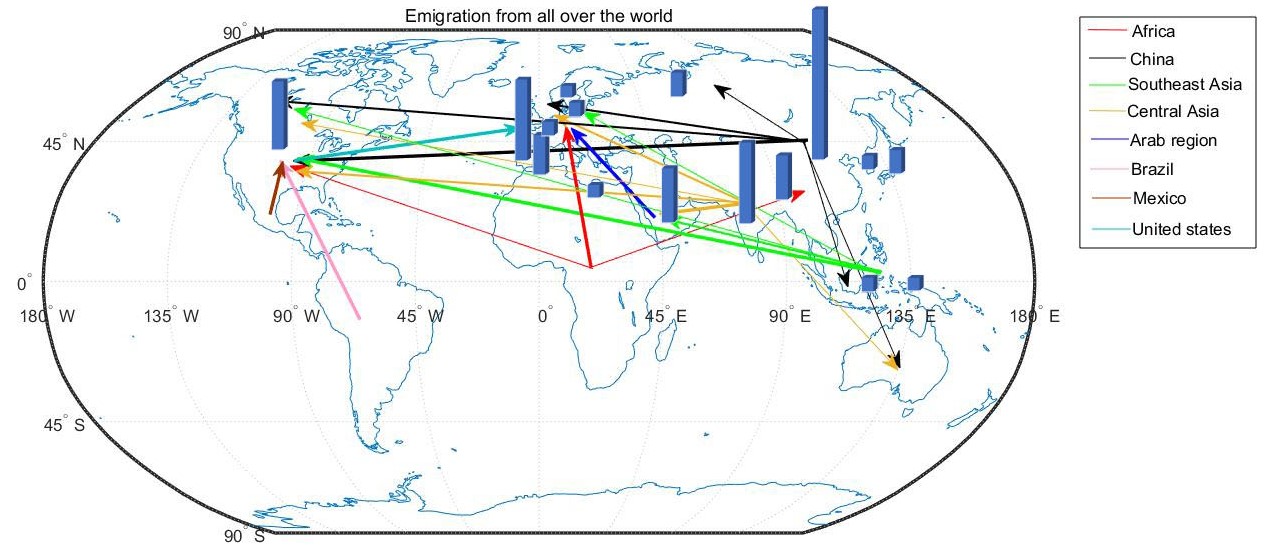 Emigration from all over the world
90° N
45° N
0°
180° W
135° W
90° W
45° W
0°
45° E
90° E
135° E
180° E
45° S
90° S
Africa
China
Southeast Asia
Central Asia
Arab region
Brazil
Mexico
United states